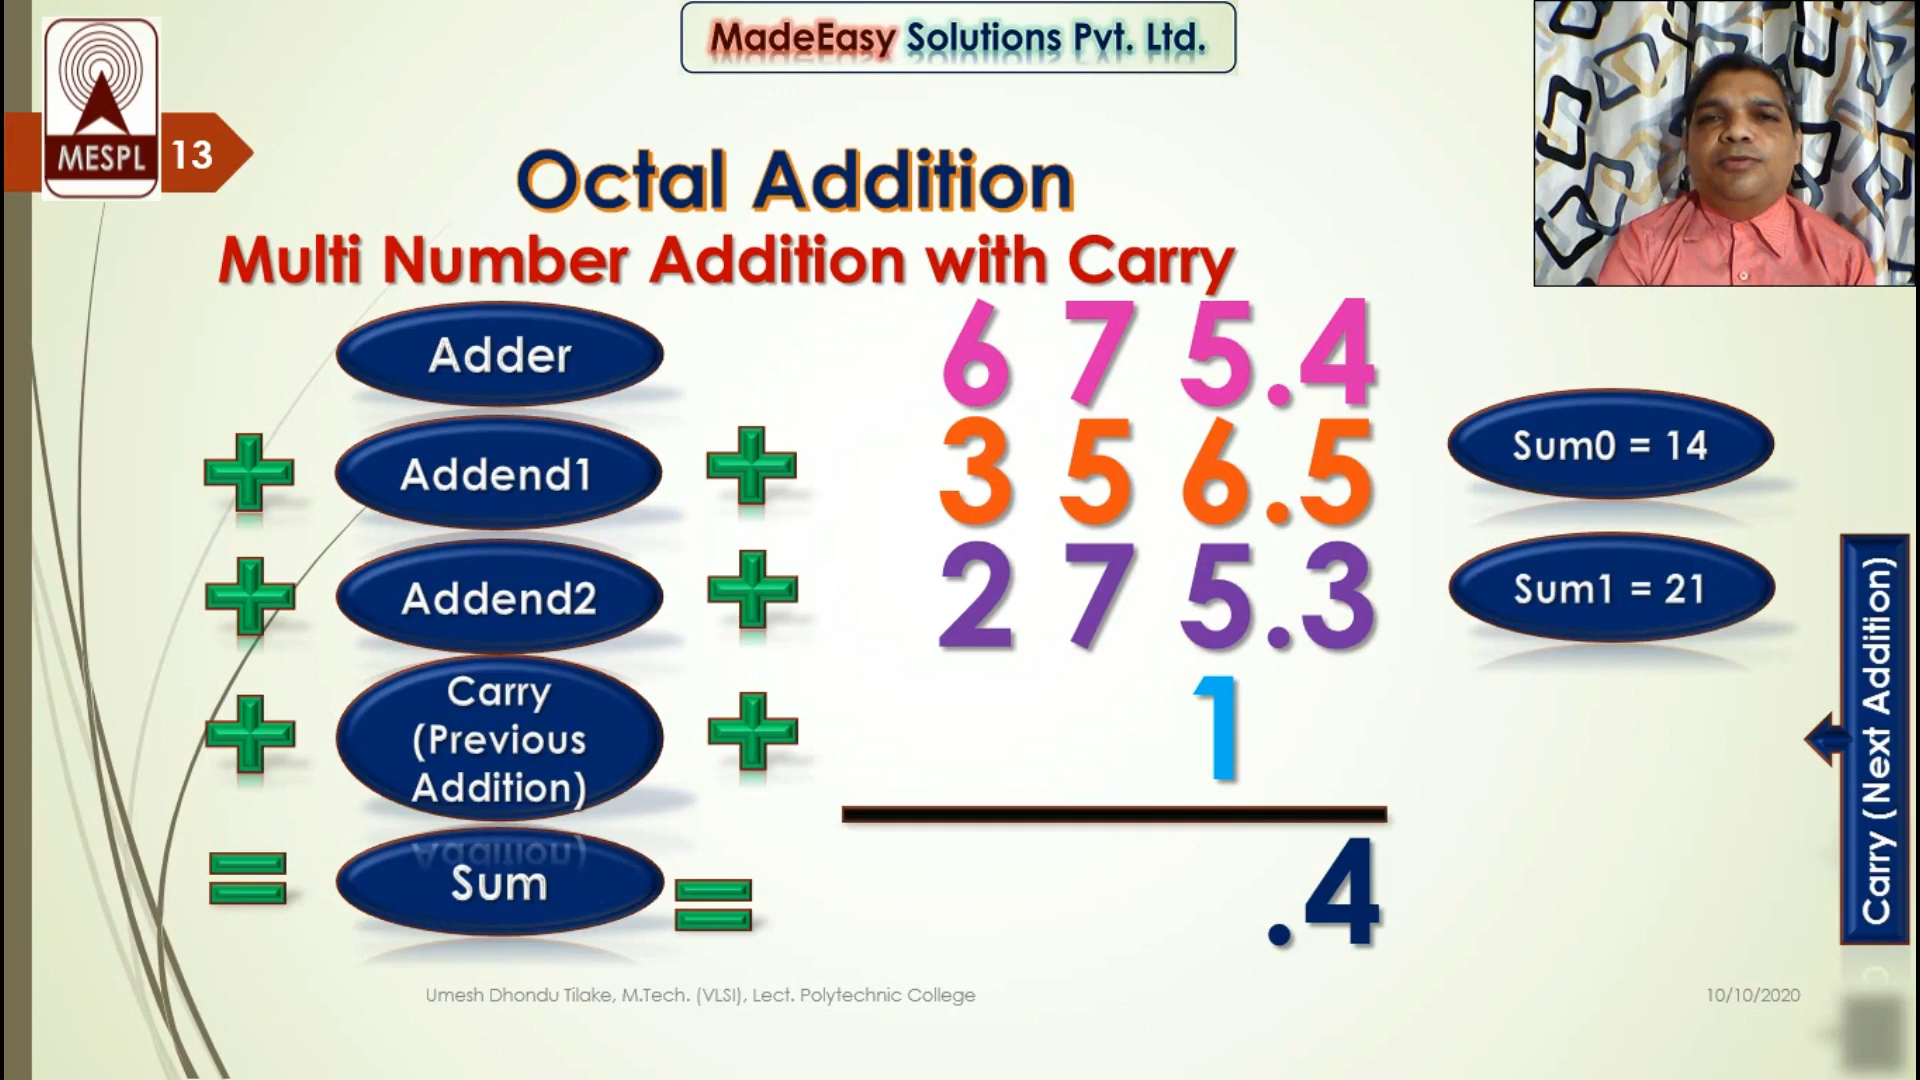 MadeEasy Solutions Pvt. Ltd.
MESPL
13
Octal Addition
Multi Number Addition with Carry
Adder
6 7 5.4
+ Addend1 + 3 5 6.5
Sum0 = 14
+ Addend2 + 2 7 5.3
Sum1 = 21
+ Carry
(Previous
Addition) + 1
= Sum = .4
Carry (Next Addition)
Umesh Dhondu Tilake, M.Tech. (VLSI), Lect. Polytechnic College
10/10/2020